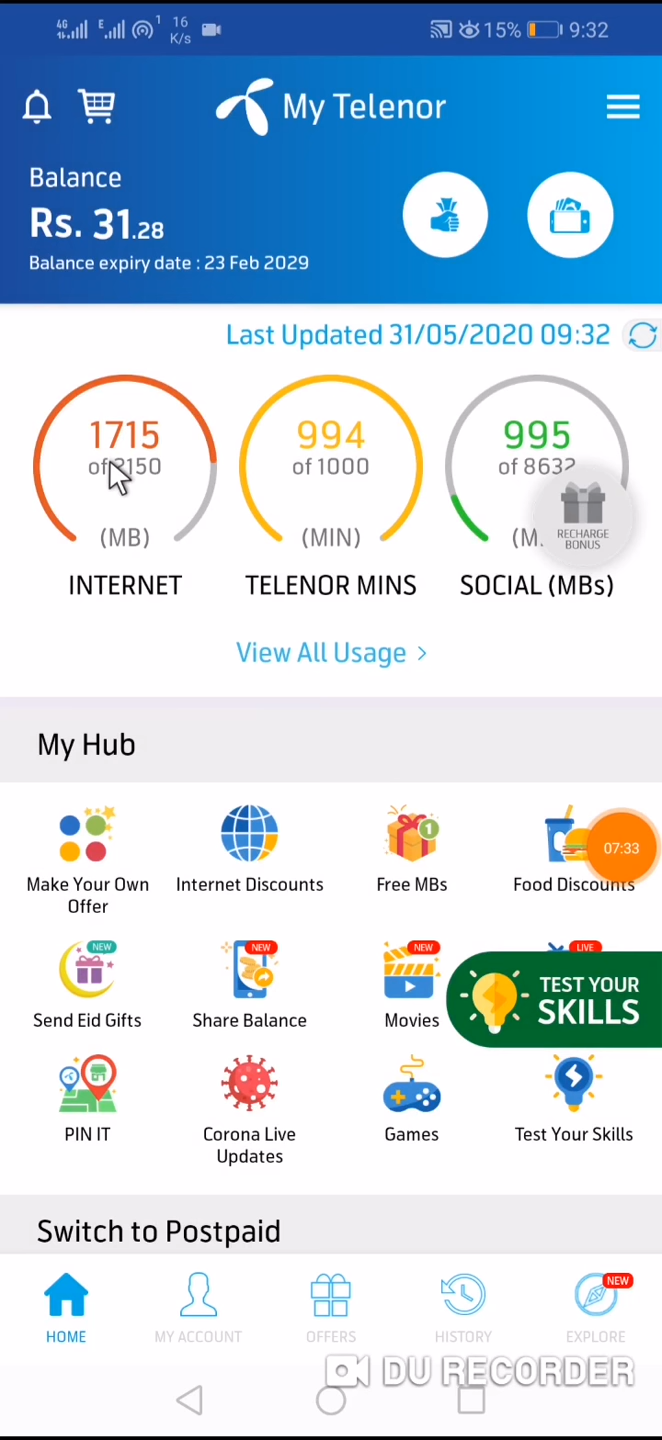 4G E 1 16 K/s 15% 9:32
My Telenor
Balance
Rs. 31.28
Balance expiry date : 23 Feb 2029
Last Updated 31/05/2020 09:32
1715 994 995
of 3150 of 1000 of 8632
(MB) (MIN) (M.
RECHARGE
BONUS
INTERNET TELENOR MINS SOCIAL (MBs)
View All Usage >
My Hub
1
07:33
Make Your Own
Offer
Internet Discounts
Free MBs
Food Discounts
NEW NEW NEW LIVE
TEST YOUR
SKILLS
Send Eid Gifts Share Balance Movies
PIN IT
Corona Live
Updates
Games
Test Your Skills
Switch to Postpaid
NEW
HOME MY ACCOUNT OFFERS HISTORY EXPLORE
DU RECORDER